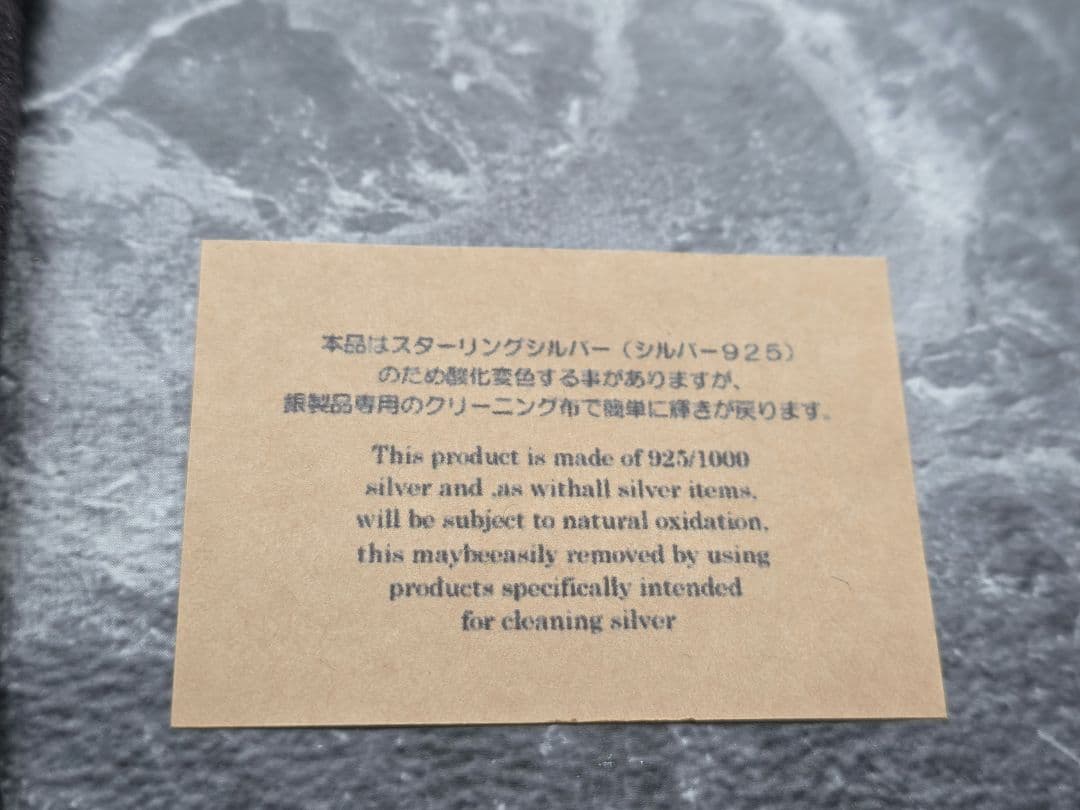 本品はスターリングシルバー（シルバー９２５）
のため酸化変色する事がありますが、
銀製品専用のクリーニング布で簡単に輝きが戻ります。
This product is made of 925/1000
silver and ,as withall silver items,
will be subject to natural oxidation,
this maybeeasily removed by using
products specifically intended
for cleaning silver